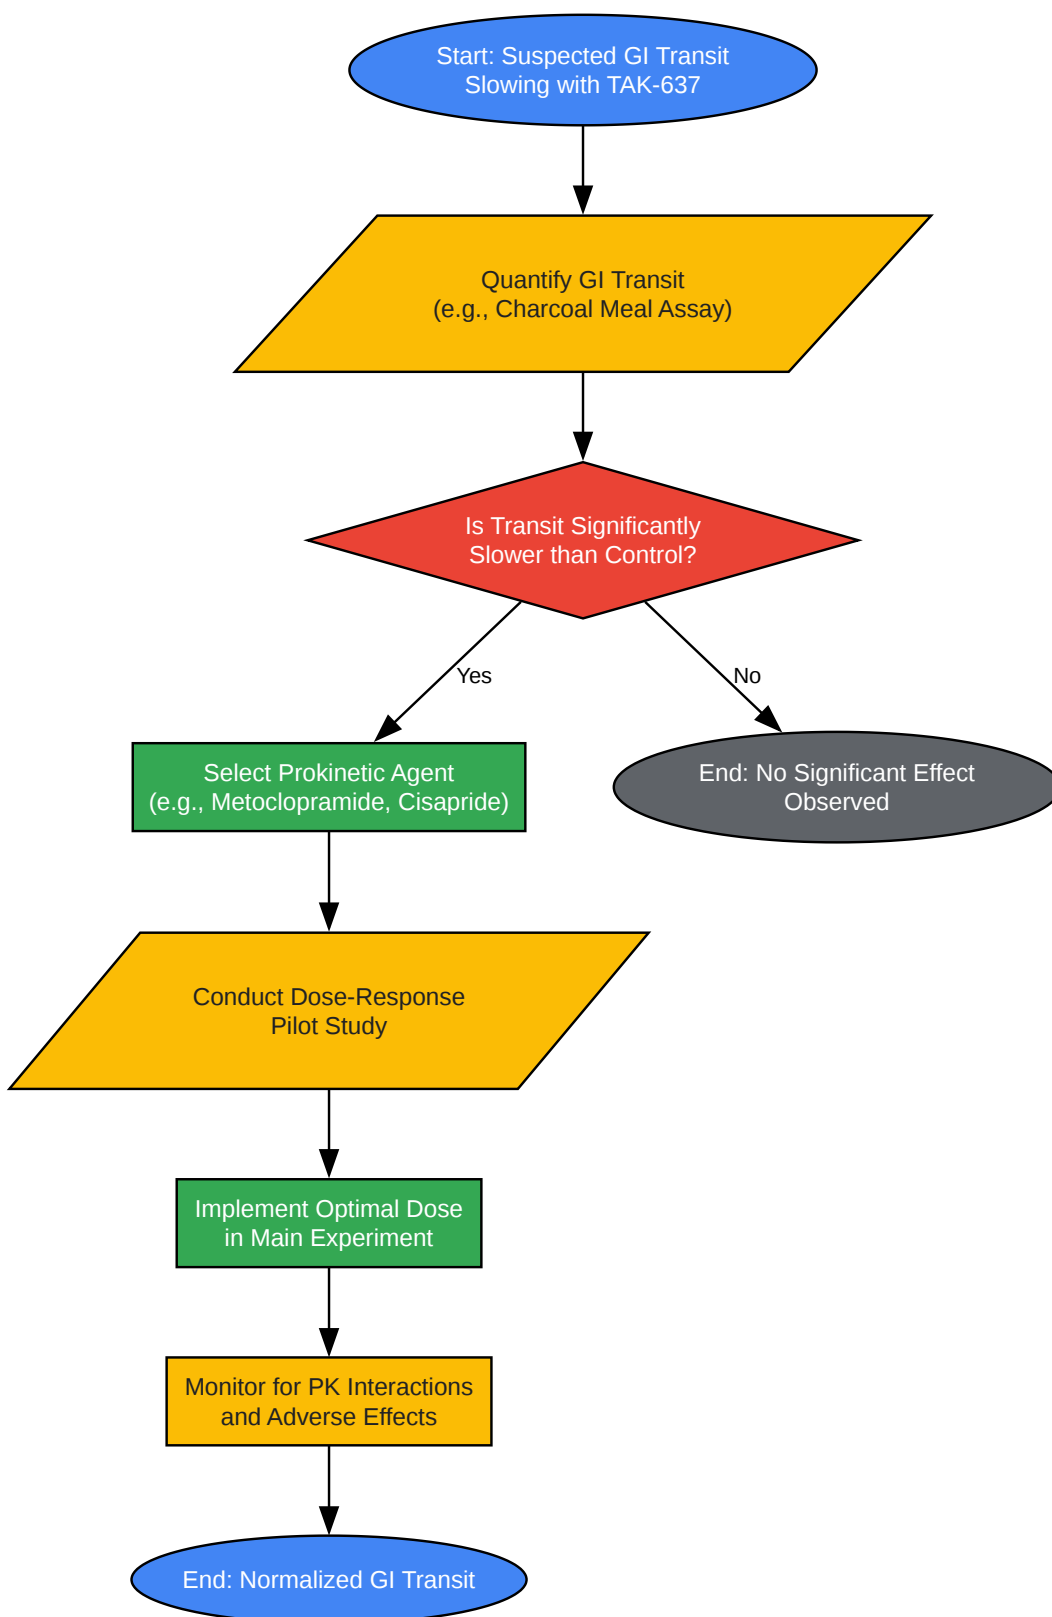 Start: Suspected GI Transit
Slowing with TAK-637
Quantify GI Transit
(e.g., Charcoal Meal Assay)
Is Transit Significantly
Slower than Control?
Yes
No
Select Prokinetic Agent
(e.g., Metoclopramide, Cisapride)
End: No Significant Effect
Observed
Conduct Dose-Response
Pilot Study
Implement Optimal Dose
in Main Experiment
Monitor for PK Interactions
and Adverse Effects
End: Normalized GI Transit